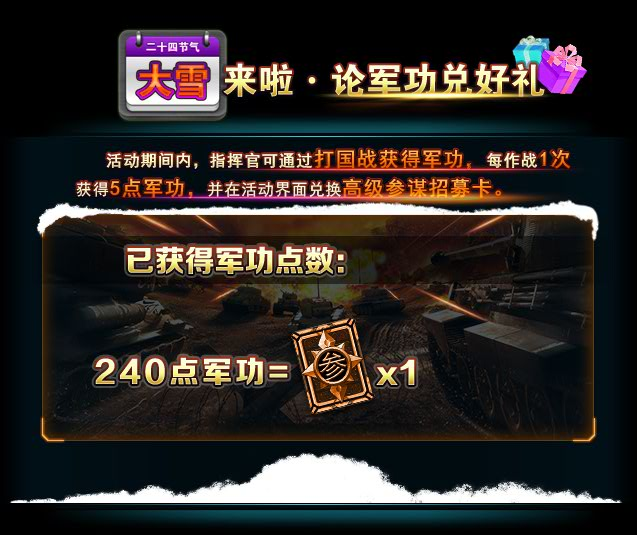 二十四节气
大雪来啦·论军功兑好礼
活动期间内，指挥官可通过打国战获得军功，每作战1次
获得5点军功，并在活动界面兑换高级参谋招募卡。
已获得军功点数：
240点军功=参x1